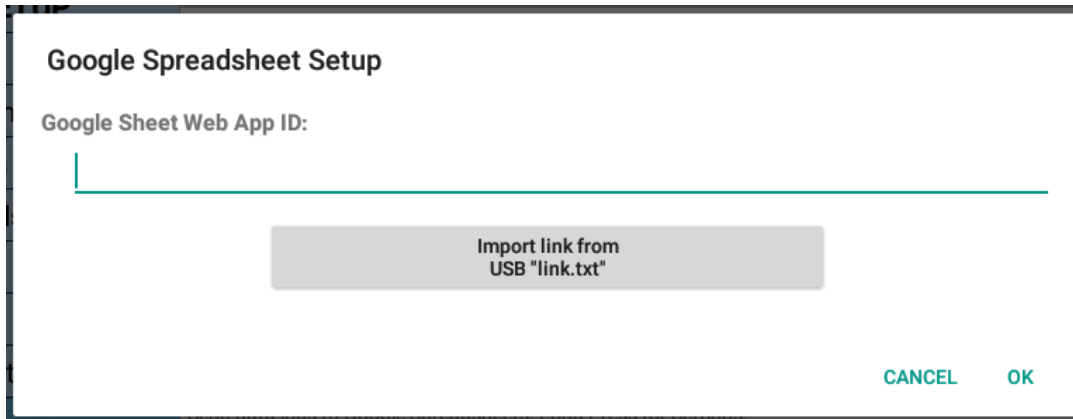 Google Spreadsheet Setup
Google Sheet Web App ID:
Import link from
USB "link.txt"
CANCEL
OK